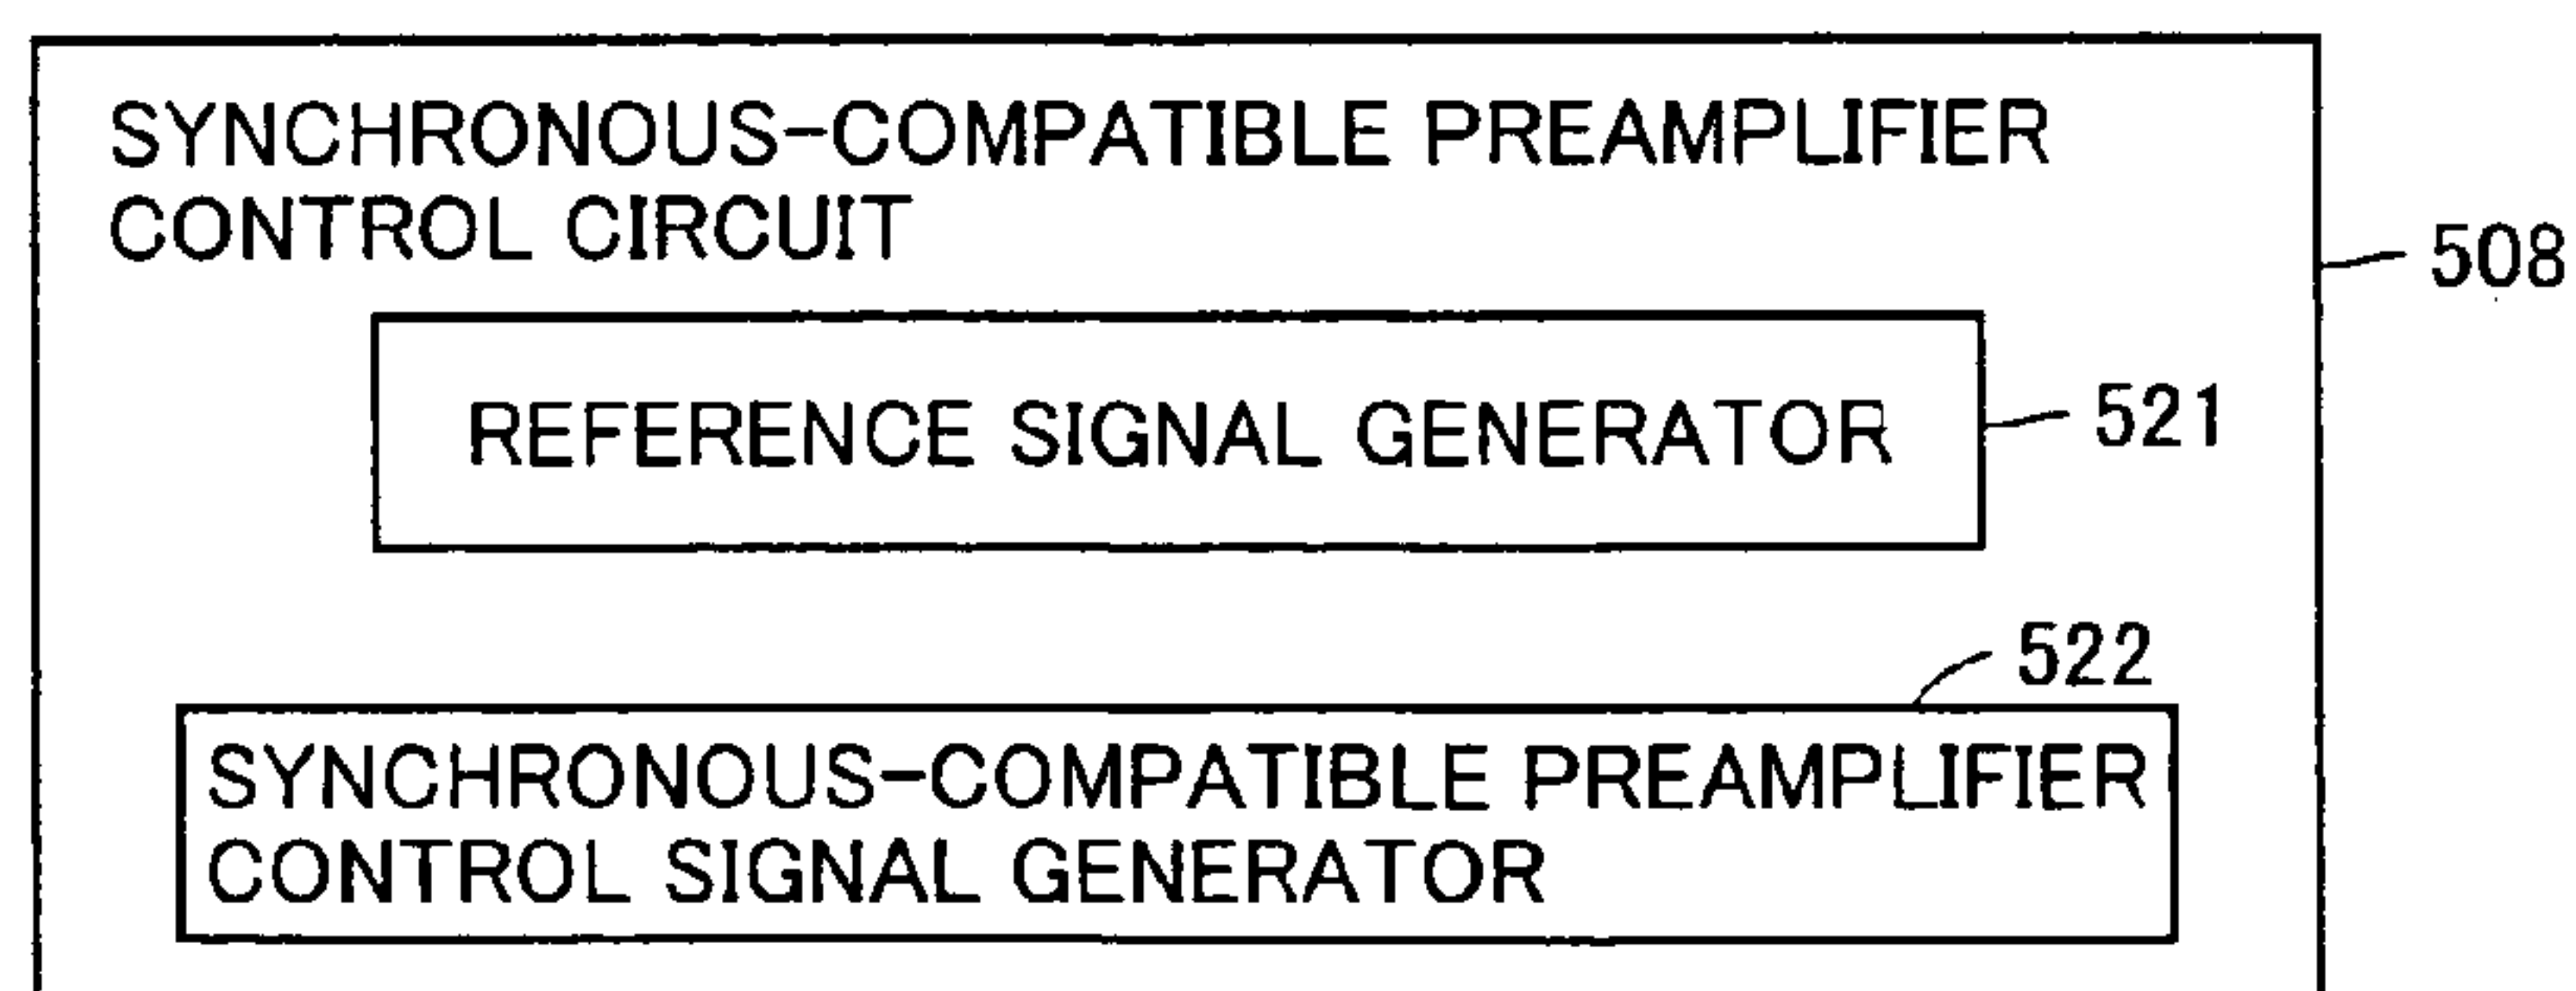 SYNCHRONOUS-COMPATIBLE PREAMPLIFIER
CONTROL CIRCUIT
508
REFERENCE SIGNAL GENERATOR
521
522
SYNCHRONOUS-COMPATIBLE PREAMPLIFIER
CONTROL SIGNAL GENERATOR